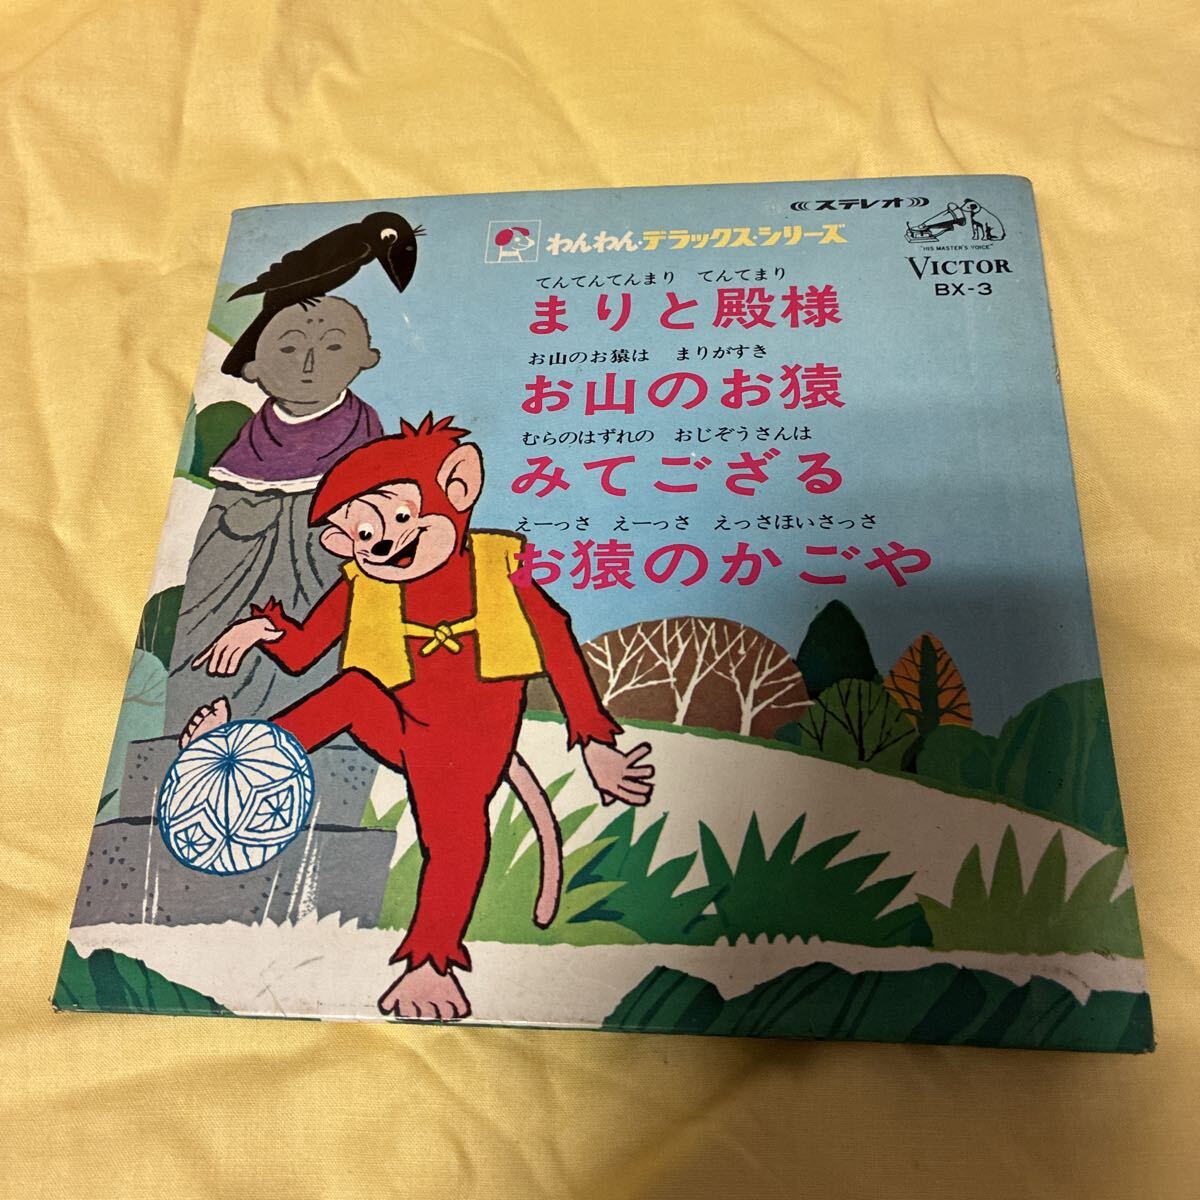 (((ステレオ)))
わんわん・デラックス・シリーズ
"HIS MASTER'S VOICE"
VICTOR
BX-3
てんてんてんまり てんてまり
まりと殿様
お山のお猿は まりがすき
お山のお猿
むらのはずれの おじぞうさんは
みてござる
えーっさ えーっさ えっさほいさっさ
お猿のかごや